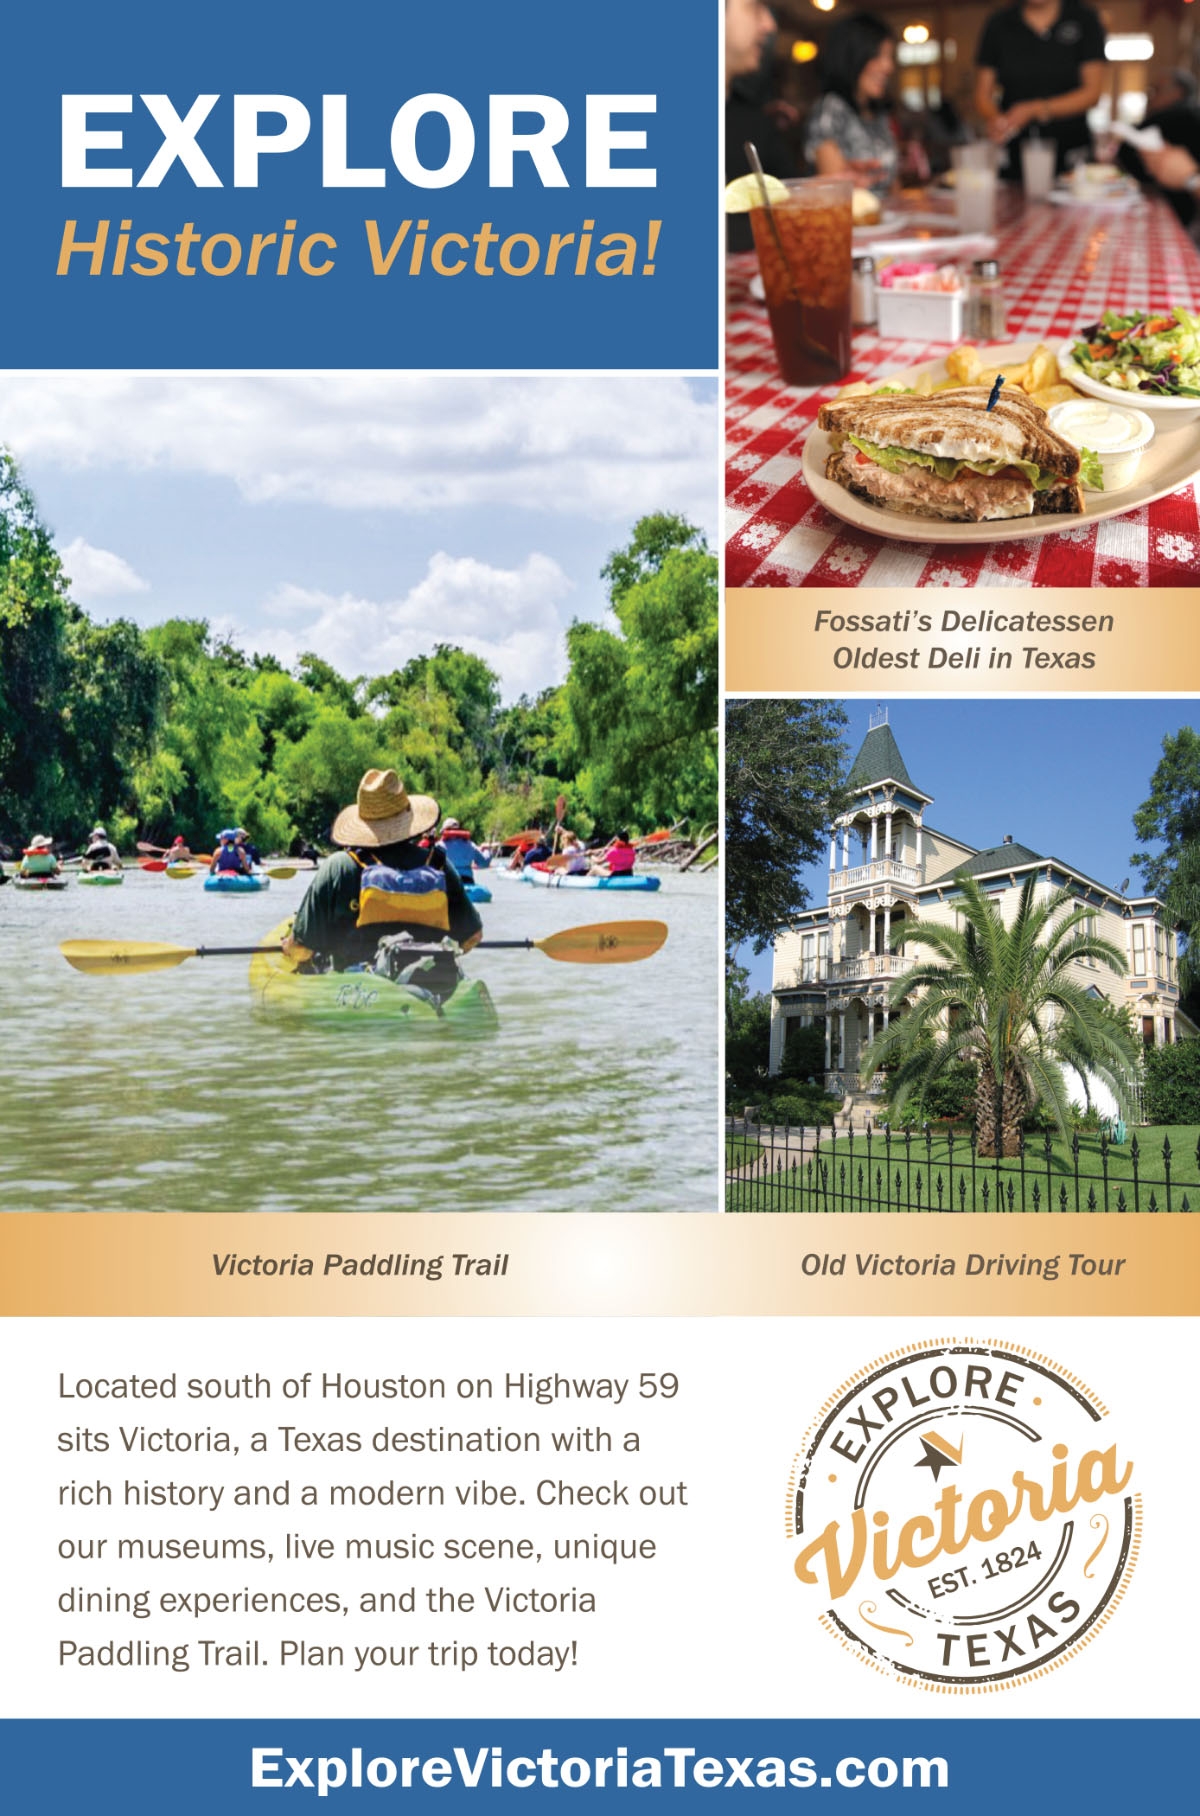 EXPLORE
Historic Victoria!
Fossati's Delicatessen
Oldest Deli in Texas
Victoria Paddling Trail
Old Victoria Driving Tour
Located south of Houston on Highway 59
sits Victoria, a Texas destination with a
rich history and a modern vibe. Check out
our museums, live music scene, unique
dining experiences, and the Victoria
Paddling Trail. Plan your trip today!
· EXPLORE ·
Victoria
EST. 1824
TEXAS
ExploreVictoriaTexas.com